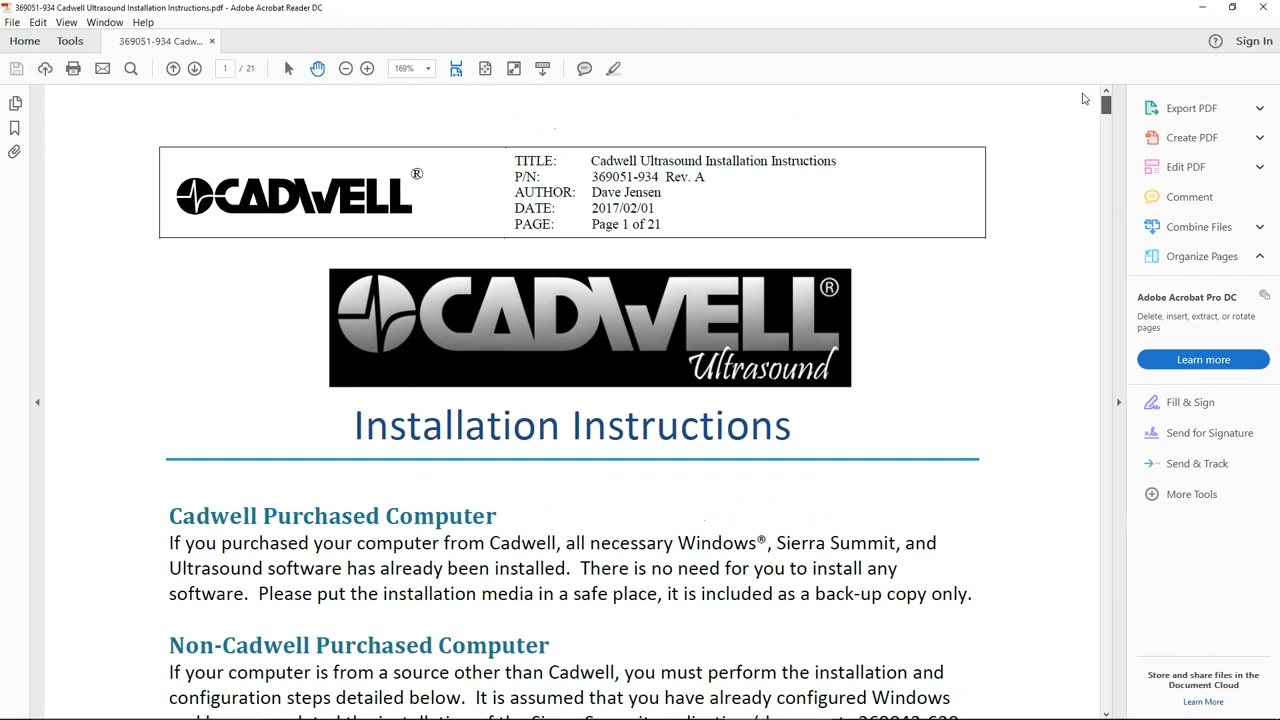 369051-934 Cadwell Ultrasound Installation Instructions.pdf - Adobe Acrobat Reader DC
File Edit View Window Help
Home Tools 369051-934 Cadw... × Sign In
1 / 21 169%
CADWELL®
TITLE: Cadwell Ultrasound Installation Instructions
P/N: 369051-934 Rev. A
AUTHOR: Dave Jensen
DATE: 2017/02/01
PAGE: Page 1 of 21
CADWELL®
Ultrasound
Installation Instructions
Cadwell Purchased Computer
If you purchased your computer from Cadwell, all necessary Windows®, Sierra Summit, and
Ultrasound software has already been installed. There is no need for you to install any
software. Please put the installation media in a safe place, it is included as a back-up copy only.
Non-Cadwell Purchased Computer
If your computer is from a source other than Cadwell, you must perform the installation and
configuration steps detailed below. It is assumed that you have already configured Windows
Export PDF
Create PDF
Edit PDF
Comment
Combine Files
Organize Pages
Adobe Acrobat Pro DC
Delete, insert, extract, or rotate
pages
Learn more
Fill & Sign
Send for Signature
Send & Track
More Tools
Store and share files in the
Document Cloud
Learn More